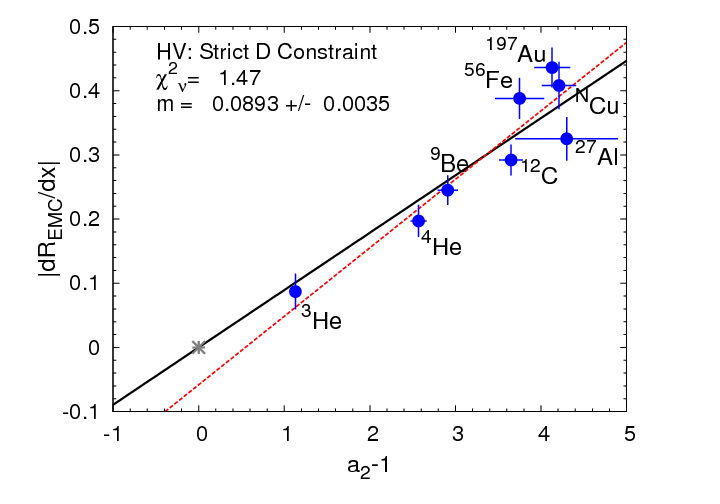 HV: Strict D Constraint
χ²ᵥ= 1.47
m = 0.0893 +/- 0.0035
0.5
0.4
0.3
0.2
0.1
0
-0.1
|dR_EMC/dx|
¹⁹⁷Au
⁵⁶Fe
ᴺCu
²⁷Al
⁹Be
¹²C
⁴He
³He
-1 0 1 2 3 4 5
a₂-1